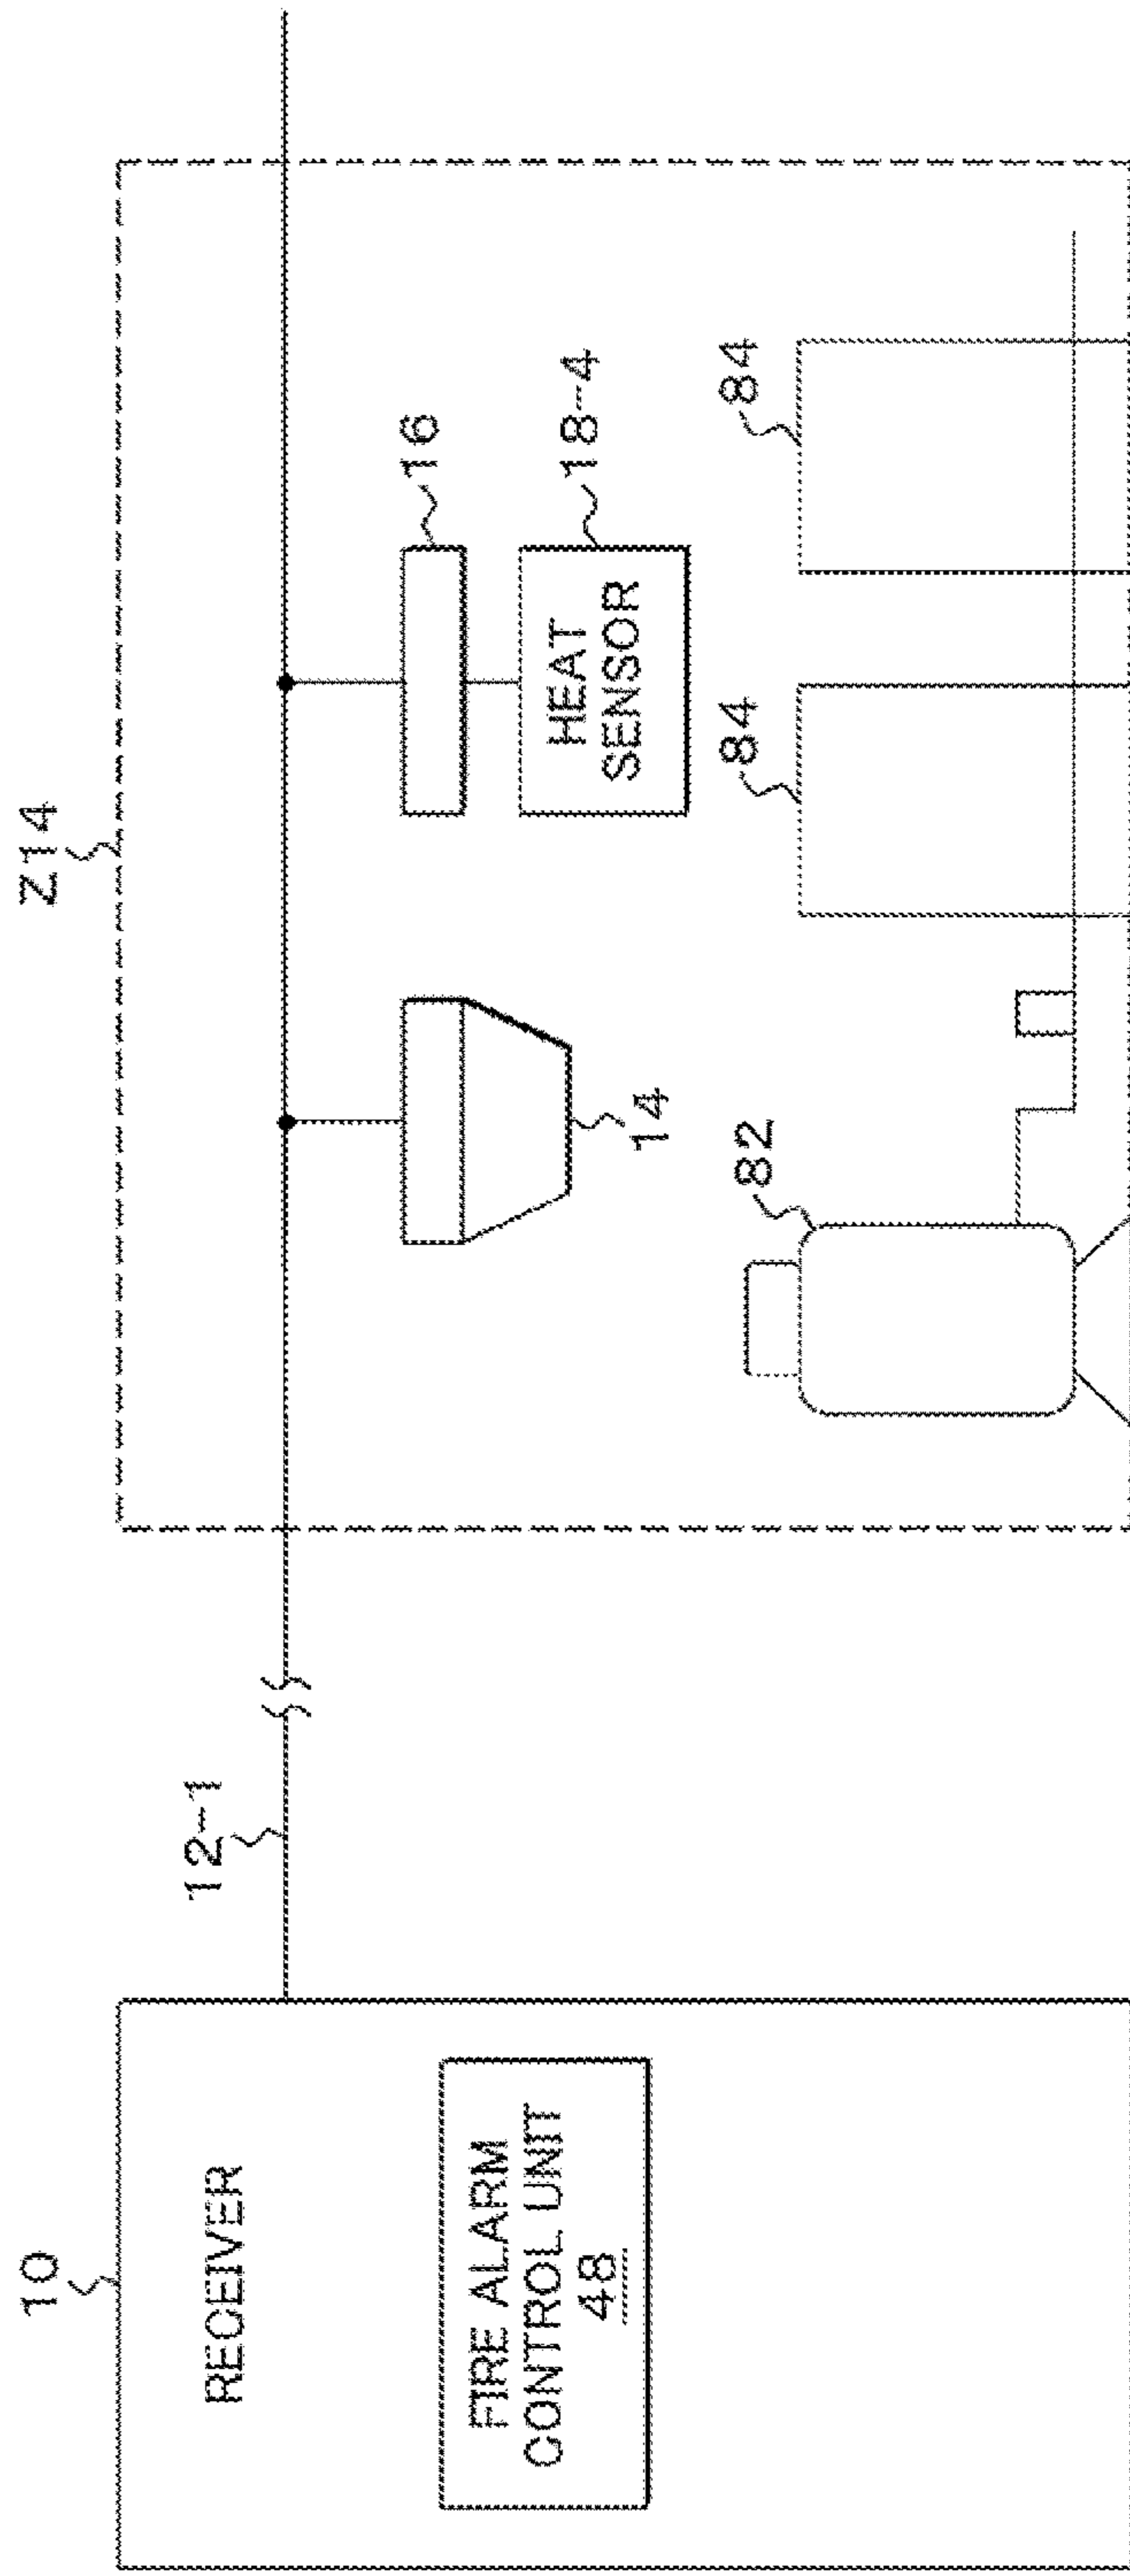 10
RECEIVER
FIRE ALARM
CONTROL UNIT
48
12-1
Z14
14
16
HEAT
SENSOR
18-4
82
84
84